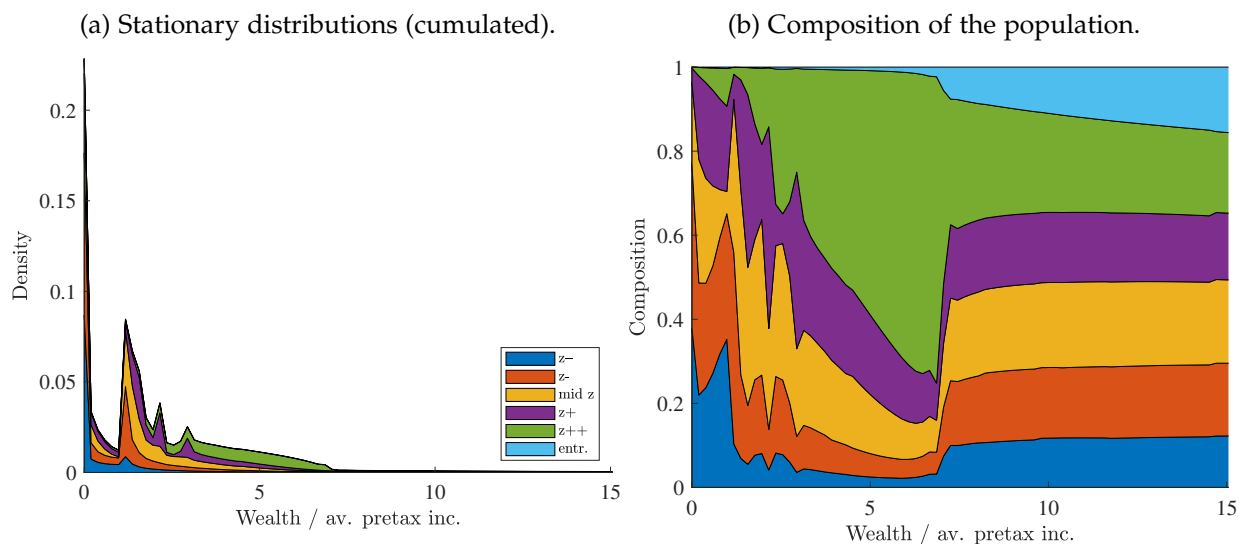 (a) Stationary distributions (cumulated).
0.2
0.15
0.1
0.05
0
Density
0
5
10
15
Wealth / av. pretax inc.
z–
z-
mid z
z+
z++
entr.
(b) Composition of the population.
1
0.8
0.6
0.4
0.2
0
Composition
0
5
10
15
Wealth / av. pretax inc.